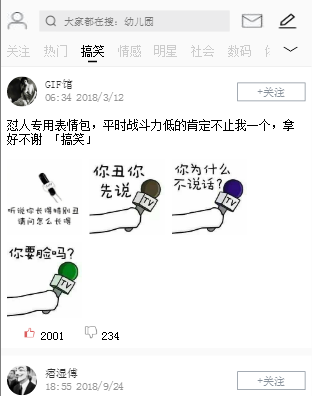 大家都在搜：幼儿园
关注 热门 搞笑 情感 明星 社会 数码
GIF馆
06:34 2018/3/12
+关注
怼人专用表情包，平时战斗力低的肯定不止我一个，拿
好不谢 「搞笑」
听说你长得特别丑
请问怎么长得
你丑你
先说
TV
你为什么
不说话?
TV
你要脸吗?
TV
2001
234
18:55 2018/9/24
+关注